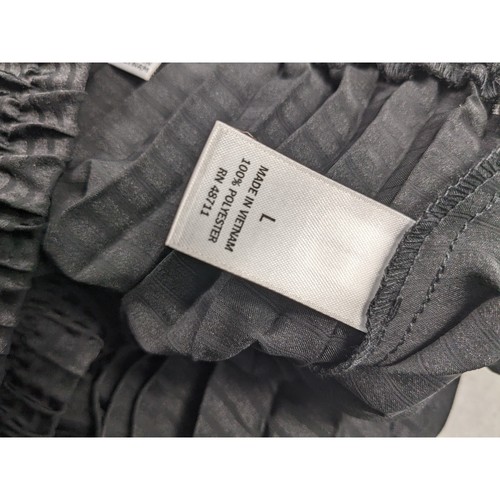 L
MADE IN VIETNAM
100% POLYESTER
RN 48711